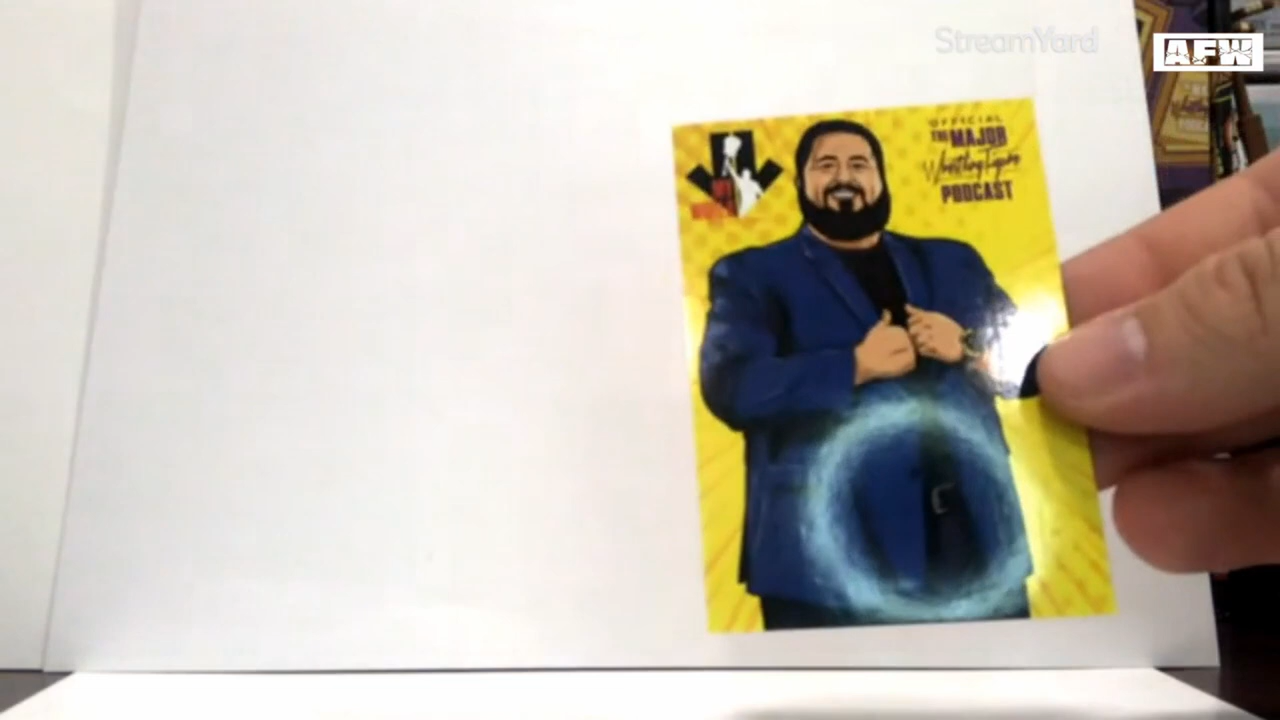 StreamYard
AFW
OFFICIAL
THE MAJOR
Wrestling Figure
PODCAST